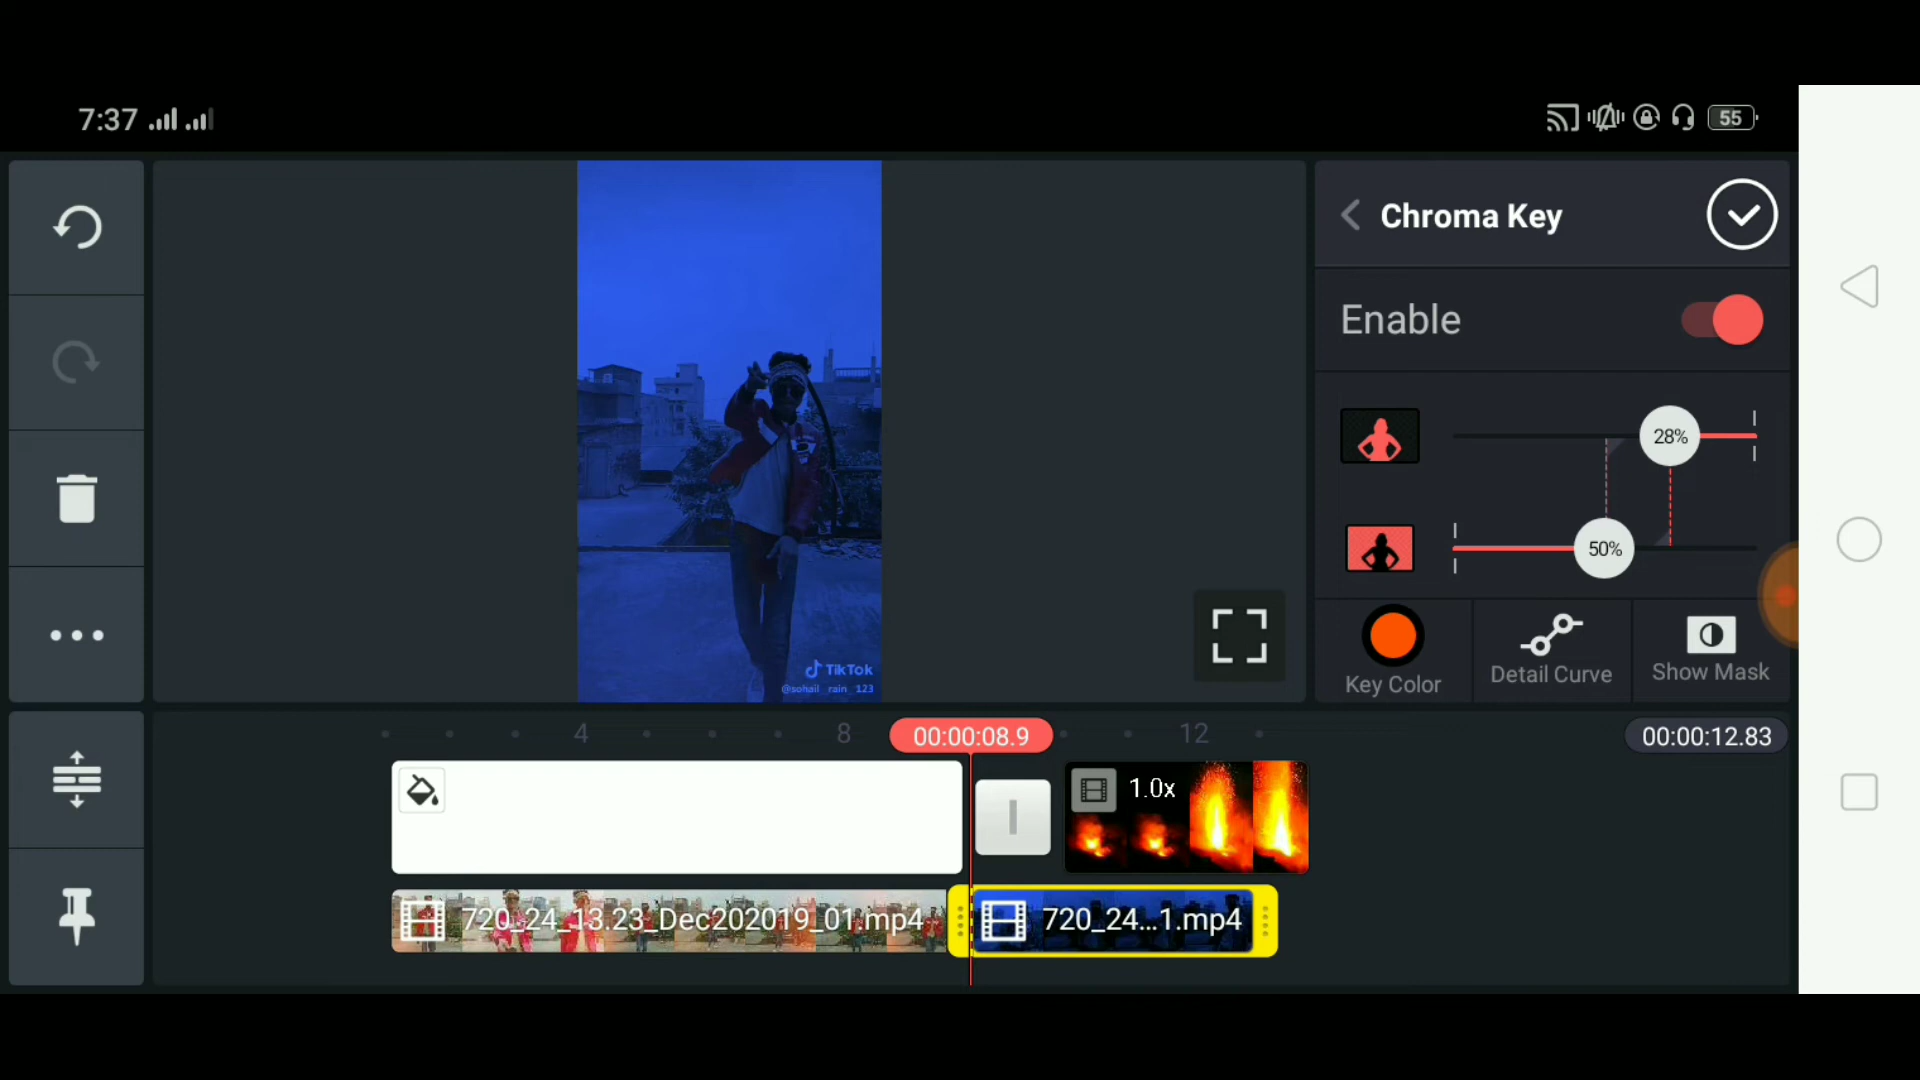 7:37
55
Chroma Key
Enable
28%
50%
Key Color
Detail Curve
Show Mask
TikTok
@sohail_rain_123
4
8
00:00:08.9
12
00:00:12.83
1.0x
720_24_13.23_Dec202019_01.mp4
720_24...1.mp4